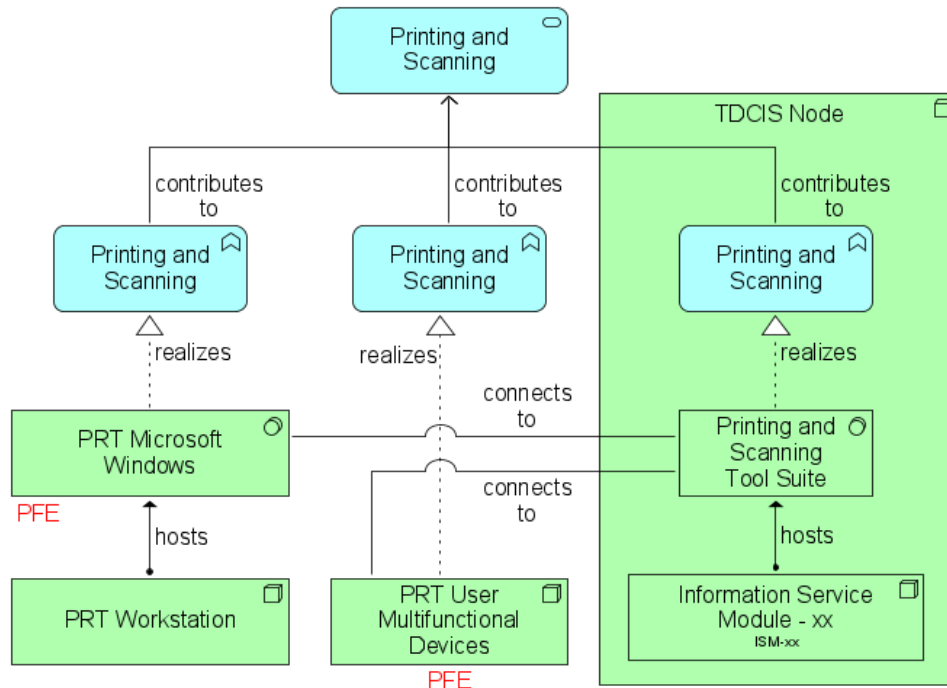 Printing and
Scanning
TDCIS Node
contributes
to
contributes
to
contributes
to
Printing and
Scanning
Printing and
Scanning
Printing and
Scanning
realizes
realizes
realizes
connects
to
PRT Microsoft
Windows
Printing and
Scanning
Tool Suite
connects
to
PFE
hosts
hosts
PRT Workstation
PRT User
Multifunctional
Devices
Information Service
Module - xx
ISM-xx
PFE